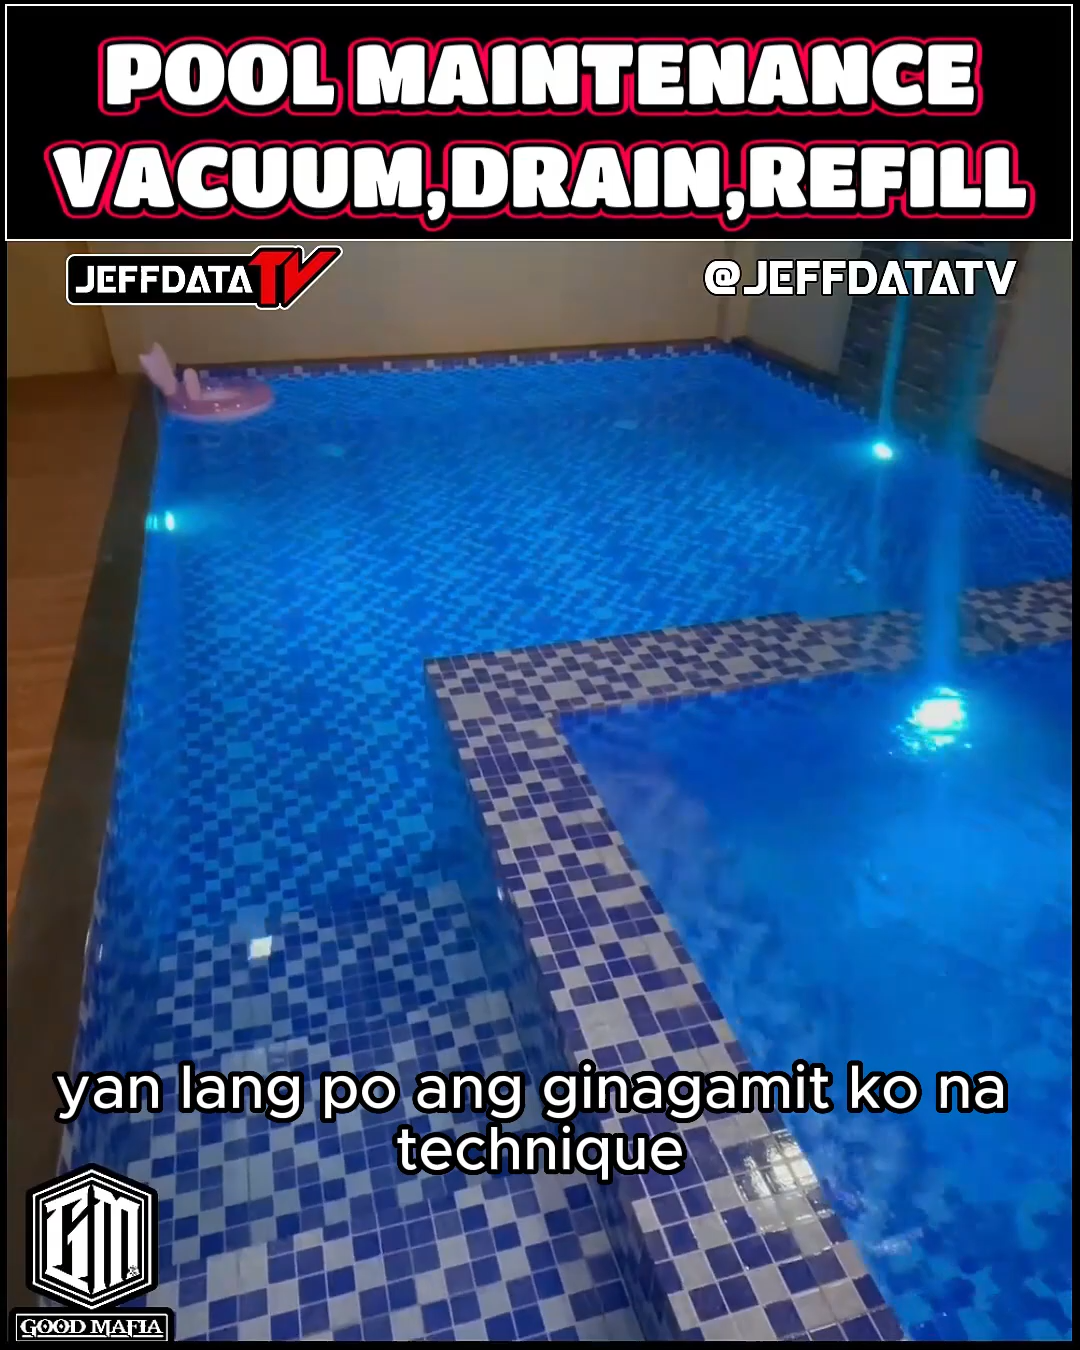 POOL MAINTENANCE
VACUUM,DRAIN,REFILL
JEFFDATATV
@JEFFDATATV
yan lang po ang ginagamit ko na
technique
GM
GOOD MAFIA